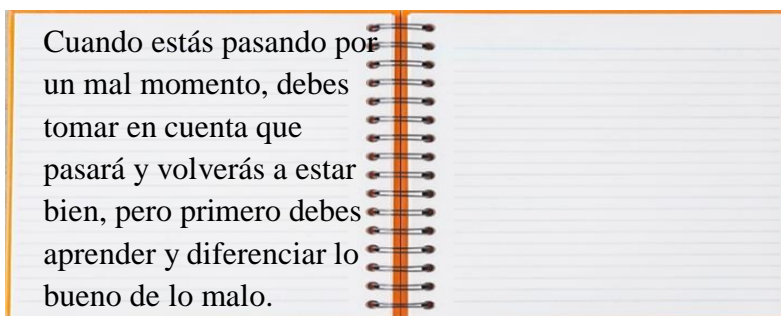 Cuando estás pasando por
un mal momento, debes
tomar en cuenta que
pasará y volverás a estar
bien, pero primero debes
aprender y diferenciar lo
bueno de lo malo.